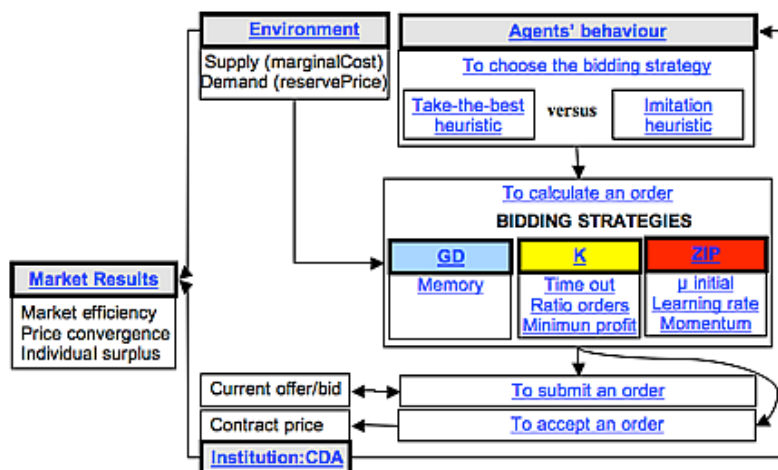 Environment
Supply (marginalCost)
Demand (reservePrice)
Agents' behaviour
To choose the bidding strategy
Take-the-best
heuristic
versus
Imitation
heuristic
To calculate an order
BIDDING STRATEGIES
GD
Memory
K
Time out
Ratio orders
Minimun profit
ZIP
μ initial
Learning rate
Momentum
Market Results
Market efficiency
Price convergence
Individual surplus
Current offer/bid
To submit an order
Contract price
To accept an order
Institution:CDA